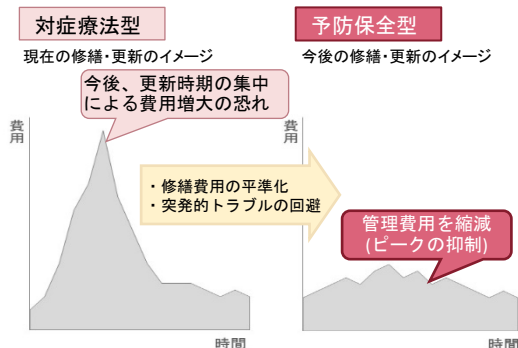 対症療法型
現在の修繕・更新のイメージ
今後、更新時期の集中
による費用増大の恐れ
費用
時間
・修繕費用の平準化
・突発的トラブルの回避
予防保全型
今後の修繕・更新のイメージ
費用
管理費用を縮減
(ピークの抑制)
時間